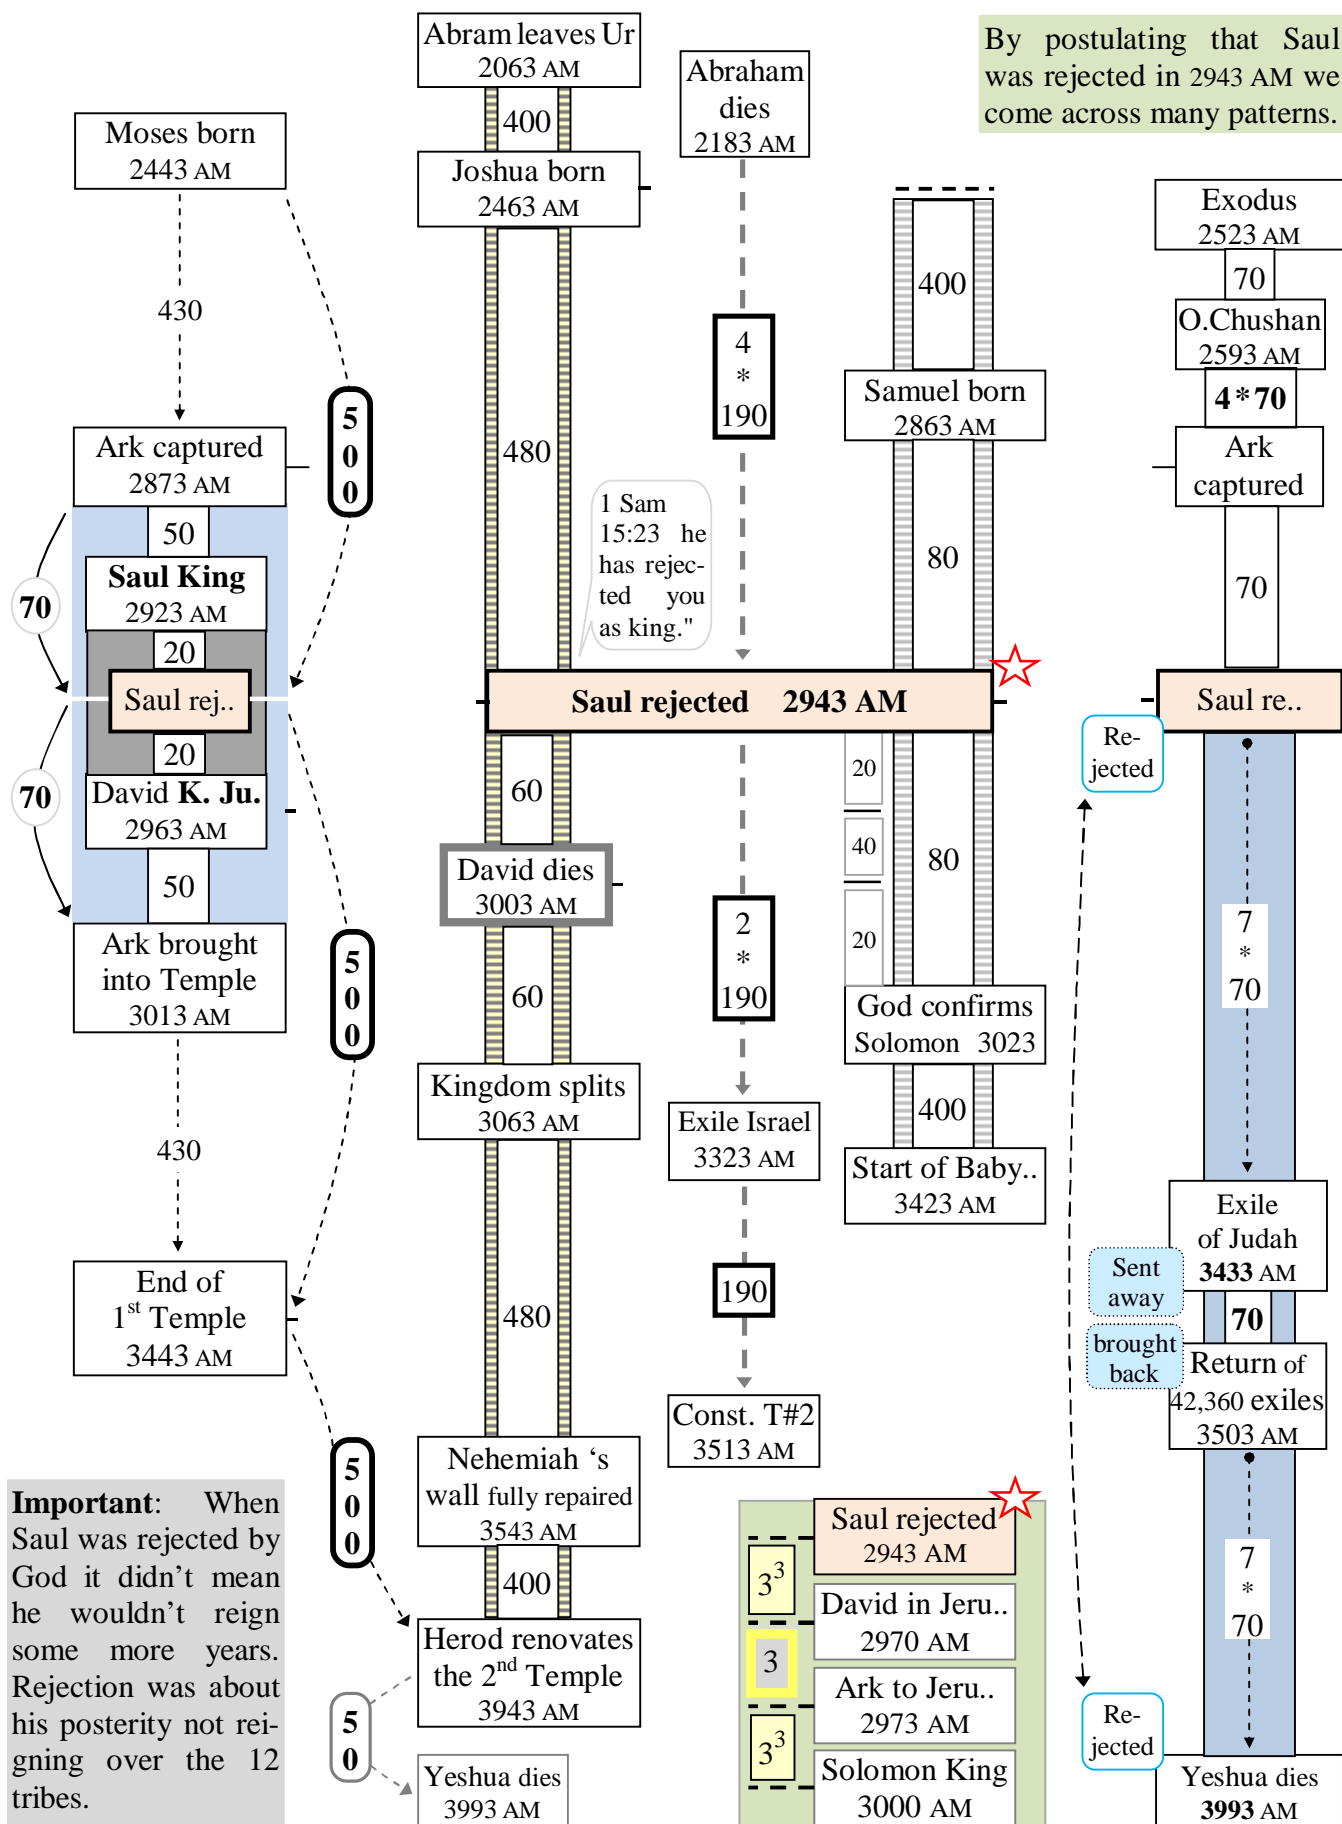 By postulating that Saul
was rejected in 2943 AM we
come across many patterns.
Moses born
2443 AM
430
500
Ark captured
2873 AM
50
Saul King
2923 AM
20
Saul rej..
20
David K. Ju.
2963 AM
50
70
70
Ark brought
into Temple
3013 AM
430
500
End of
1st Temple
3443 AM
500
Important: When
Saul was rejected by
God it didn't mean
he wouldn't reign
some more years.
Rejection was about
his posterity not rei-
gning over the 12
tribes.
Abram leaves Ur
2063 AM
400
Joshua born
2463 AM
480
1 Sam
15:23 he
has rejec-
ted you
as king."
Saul rejected 2943 AM
60
David dies
3003 AM
60
Kingdom splits
3063 AM
480
Nehemiah ‘s
wall fully repaired
3543 AM
400
Herod renovates
the 2nd Temple
3943 AM
50
Yeshua dies
3993 AM
Abraham
dies
2183 AM
4
*
190
2
*
190
Exile Israel
3323 AM
190
Const. T#2
3513 AM
400
Samuel born
2863 AM
80
20
40
20
80
God confirms
Solomon 3023
400
Start of Baby..
3423 AM
Saul rejected
2943 AM
3³
David in Jeru..
2970 AM
3
Ark to Jeru..
2973 AM
3³
Solomon King
3000 AM
Exodus
2523 AM
70
O.Chushan
2593 AM
4*70
Ark
captured
70
Saul re..
Re-
jected
7
*
70
Exile
of Judah
3433 AM
Sent
away
70
brought
back
Return of
42,360 exiles
3503 AM
7
*
70
Re-
jected
Yeshua dies
3993 AM